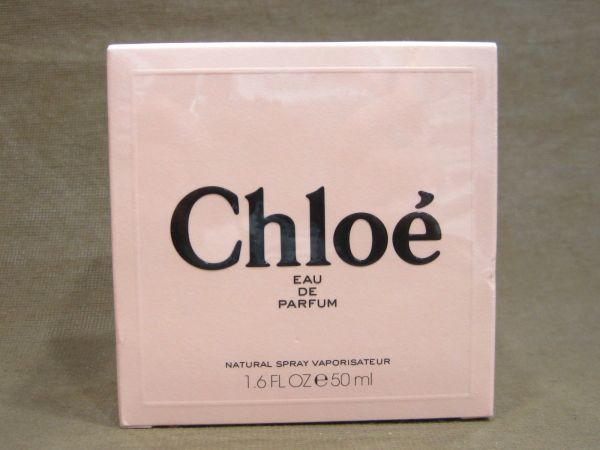 Chloé
EAU
DE
PARFUM
NATURAL SPRAY VAPORISATEUR
1.6 FL OZ ℮ 50 ml